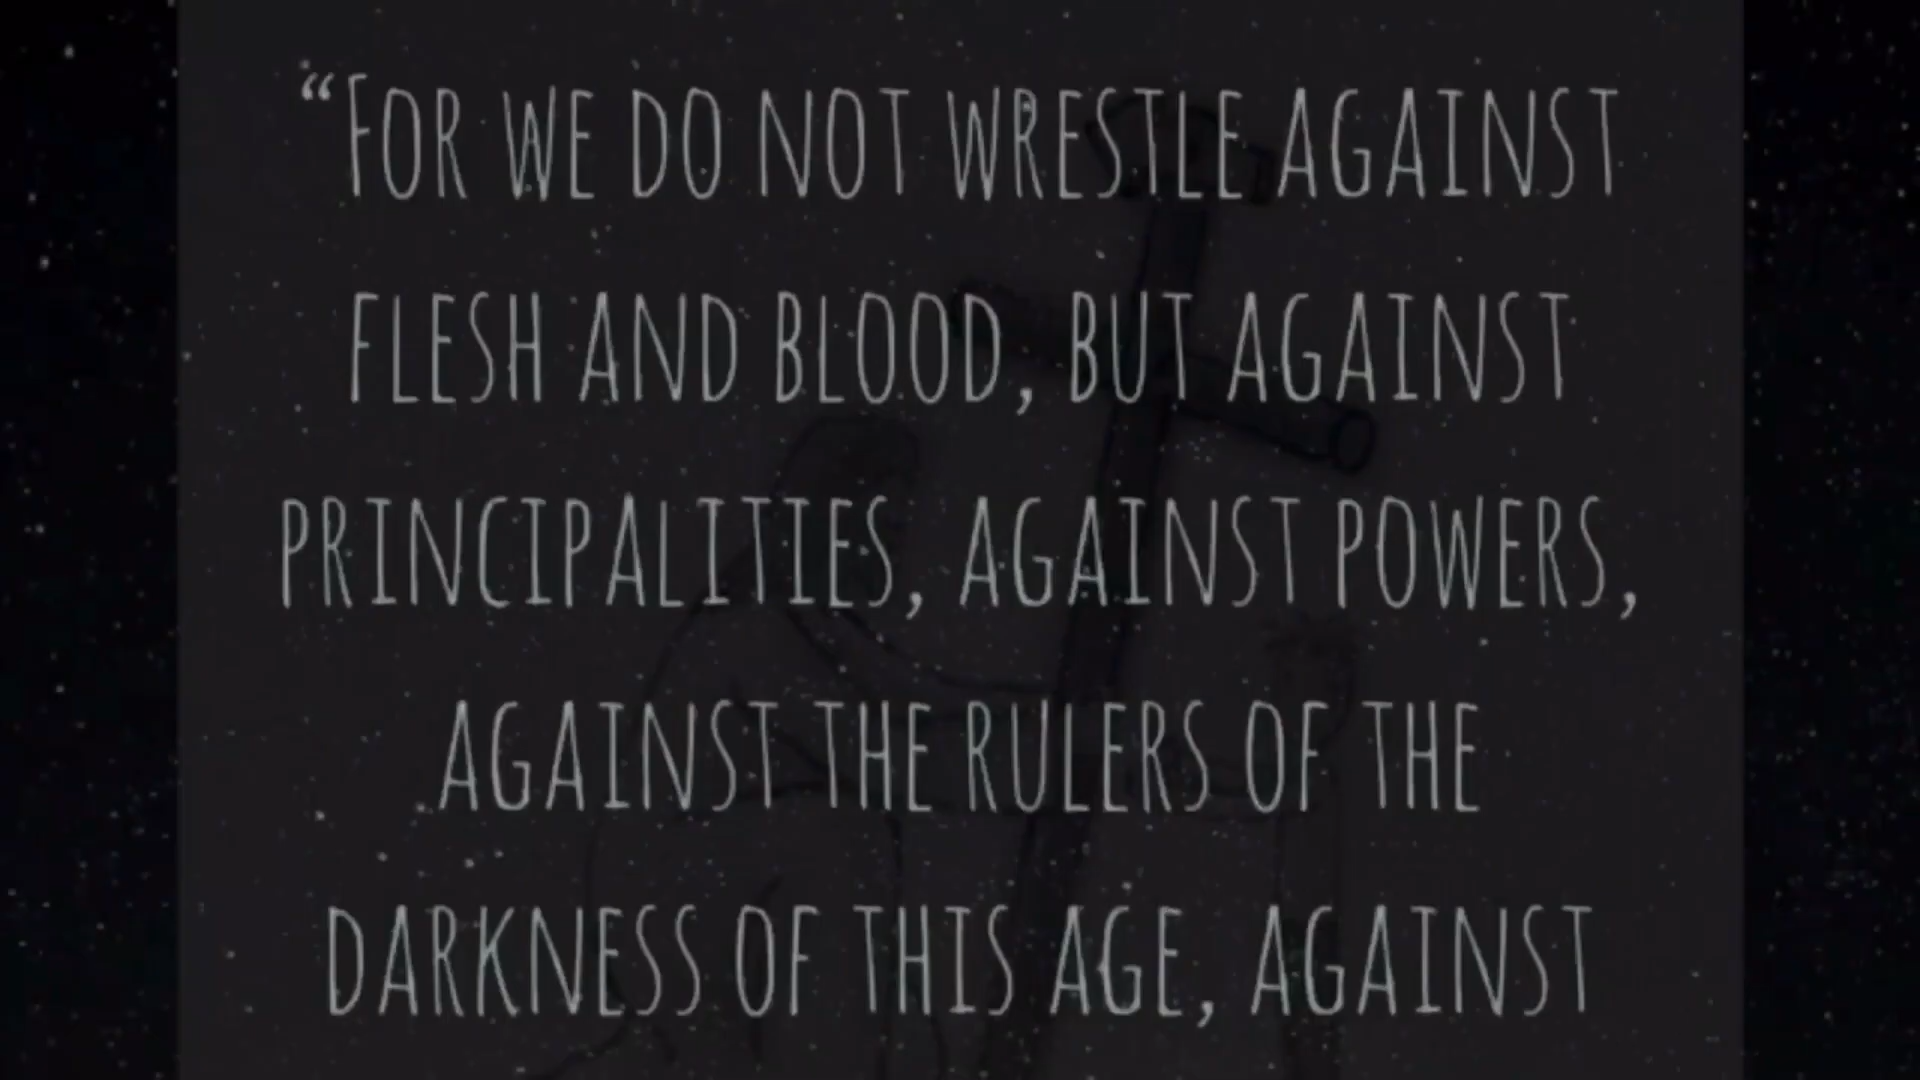 “FOR WE DO NOT WRESTLE AGAINST
FLESH AND BLOOD, BUT AGAINST
PRINCIPALITIES, AGAINST POWERS,
AGAINST THE RULERS OF THE
DARKNESS OF THIS AGE, AGAINST